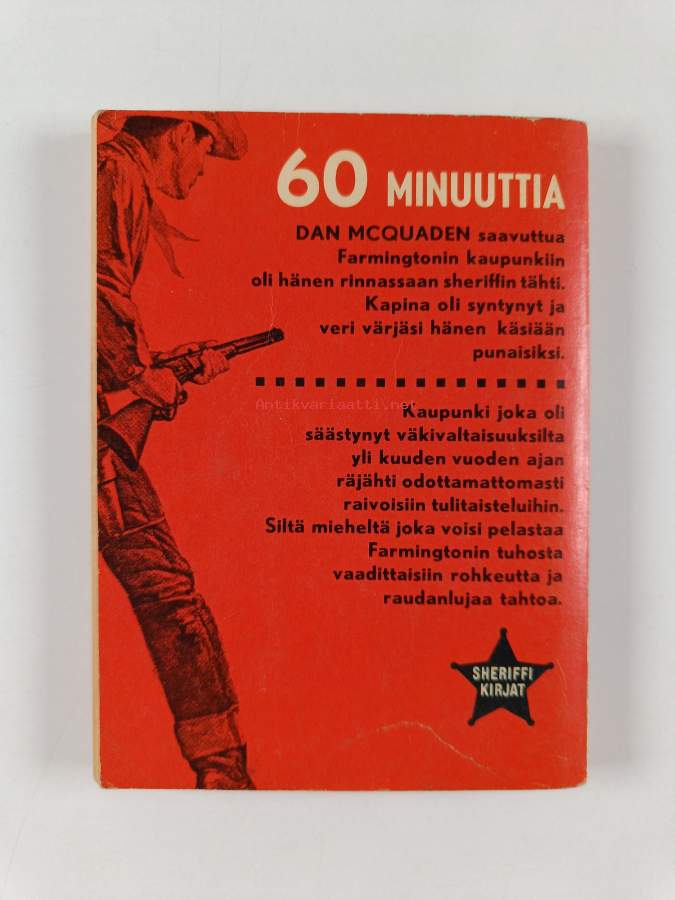 60 MINUUTTIA
DAN MCQUADEN saavuttua
Farmingtonin kaupunkiin
oli hänen rinnassaan sheriffin tähti.
Kapina oli syntynyt ja
veri värjäsi hänen käsiään
punaisiksi.
Antikvariaatti.net
Kaupunki joka oli
säästynyt väkivaltaisuuksilta
yli kuuden vuoden ajan
räjähti odottamattomasti
raivoisiin tulitaisteluihin.
Siltä mieheltä joka voisi pelastaa
Farmingtonin tuhosta
vaadittaisiin rohkeutta ja
raudanlujaa tahtoa.
SHERIFFI
KIRJAT